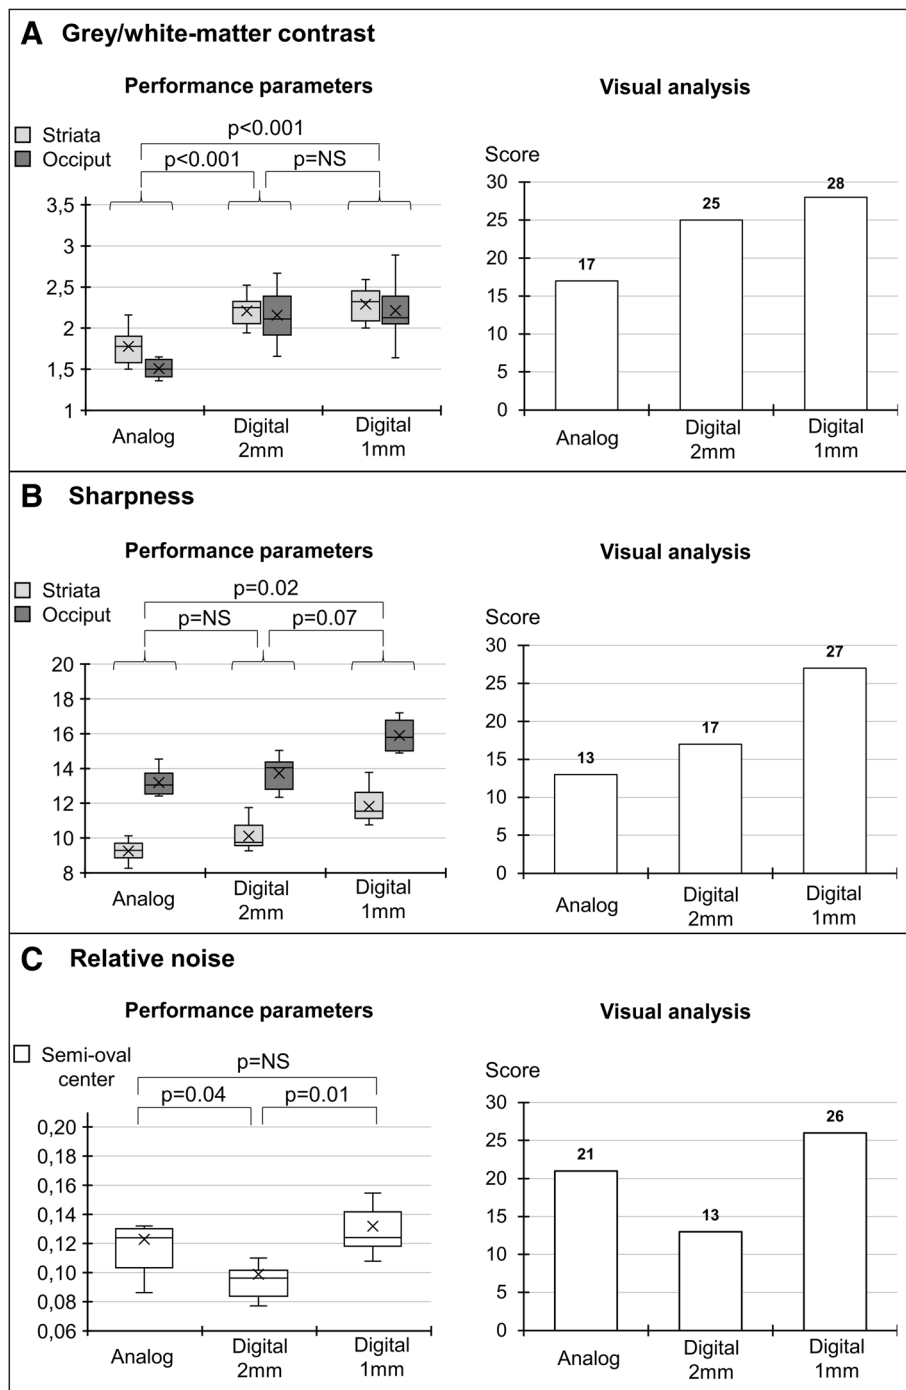 A Grey/white-matter contrast
Performance parameters
Striata
Occiput
p<0.001
p<0.001
p=NS
3,5
3
2,5
2
1,5
1
Analog
Digital
2mm
Digital
1mm
Visual analysis
Score
30
25
20
15
10
5
0
17
25
28
Analog
Digital
2mm
Digital
1mm
B Sharpness
Performance parameters
Striata
Occiput
p=0.02
p=NS
p=0.07
20
18
16
14
12
10
8
Analog
Digital
2mm
Digital
1mm
Visual analysis
Score
30
25
20
15
10
5
0
13
17
27
Analog
Digital
2mm
Digital
1mm
C Relative noise
Performance parameters
Semi-oval
center
p=NS
p=0.04
p=0.01
0,20
0,18
0,16
0,14
0,12
0,10
0,08
0,06
Analog
Digital
2mm
Digital
1mm
Visual analysis
Score
30
25
20
15
10
5
0
21
13
26
Analog
Digital
2mm
Digital
1mm